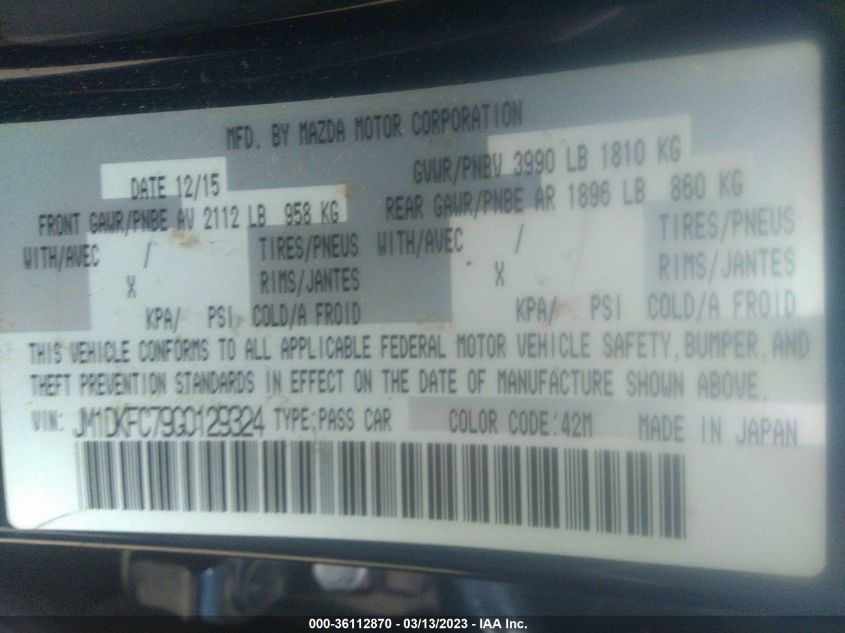 MFD. BY MAZDA MOTOR CORPORATION
DATE 12/15 GVWR/PNBV 3990 LB 1810 KG
FRONT GAWR/PNBE AV 2112 LB 958 KG REAR GAWR/PNBE AR 1896 LB 860 KG
WITH/AVEC / TIRES/PNEUS WITH/AVEC / TIRES/PNEUS
X RIMS/JANTES X RIMS/JANTES
KPA/ PSI COLD/A FROID KPA/ PSI COLD/A FROID
THIS VEHICLE CONFORMS TO ALL APPLICABLE FEDERAL MOTOR VEHICLE SAFETY, BUMPER, AND
THEFT PREVENTION STANDARDS IN EFFECT ON THE DATE OF MANUFACTURE SHOWN ABOVE.
VIN: JM1DKFC79G0129324 TYPE:PASS CAR COLOR CODE:42M MADE IN JAPAN
000-36112870 - 03/13/2023 - IAA Inc.